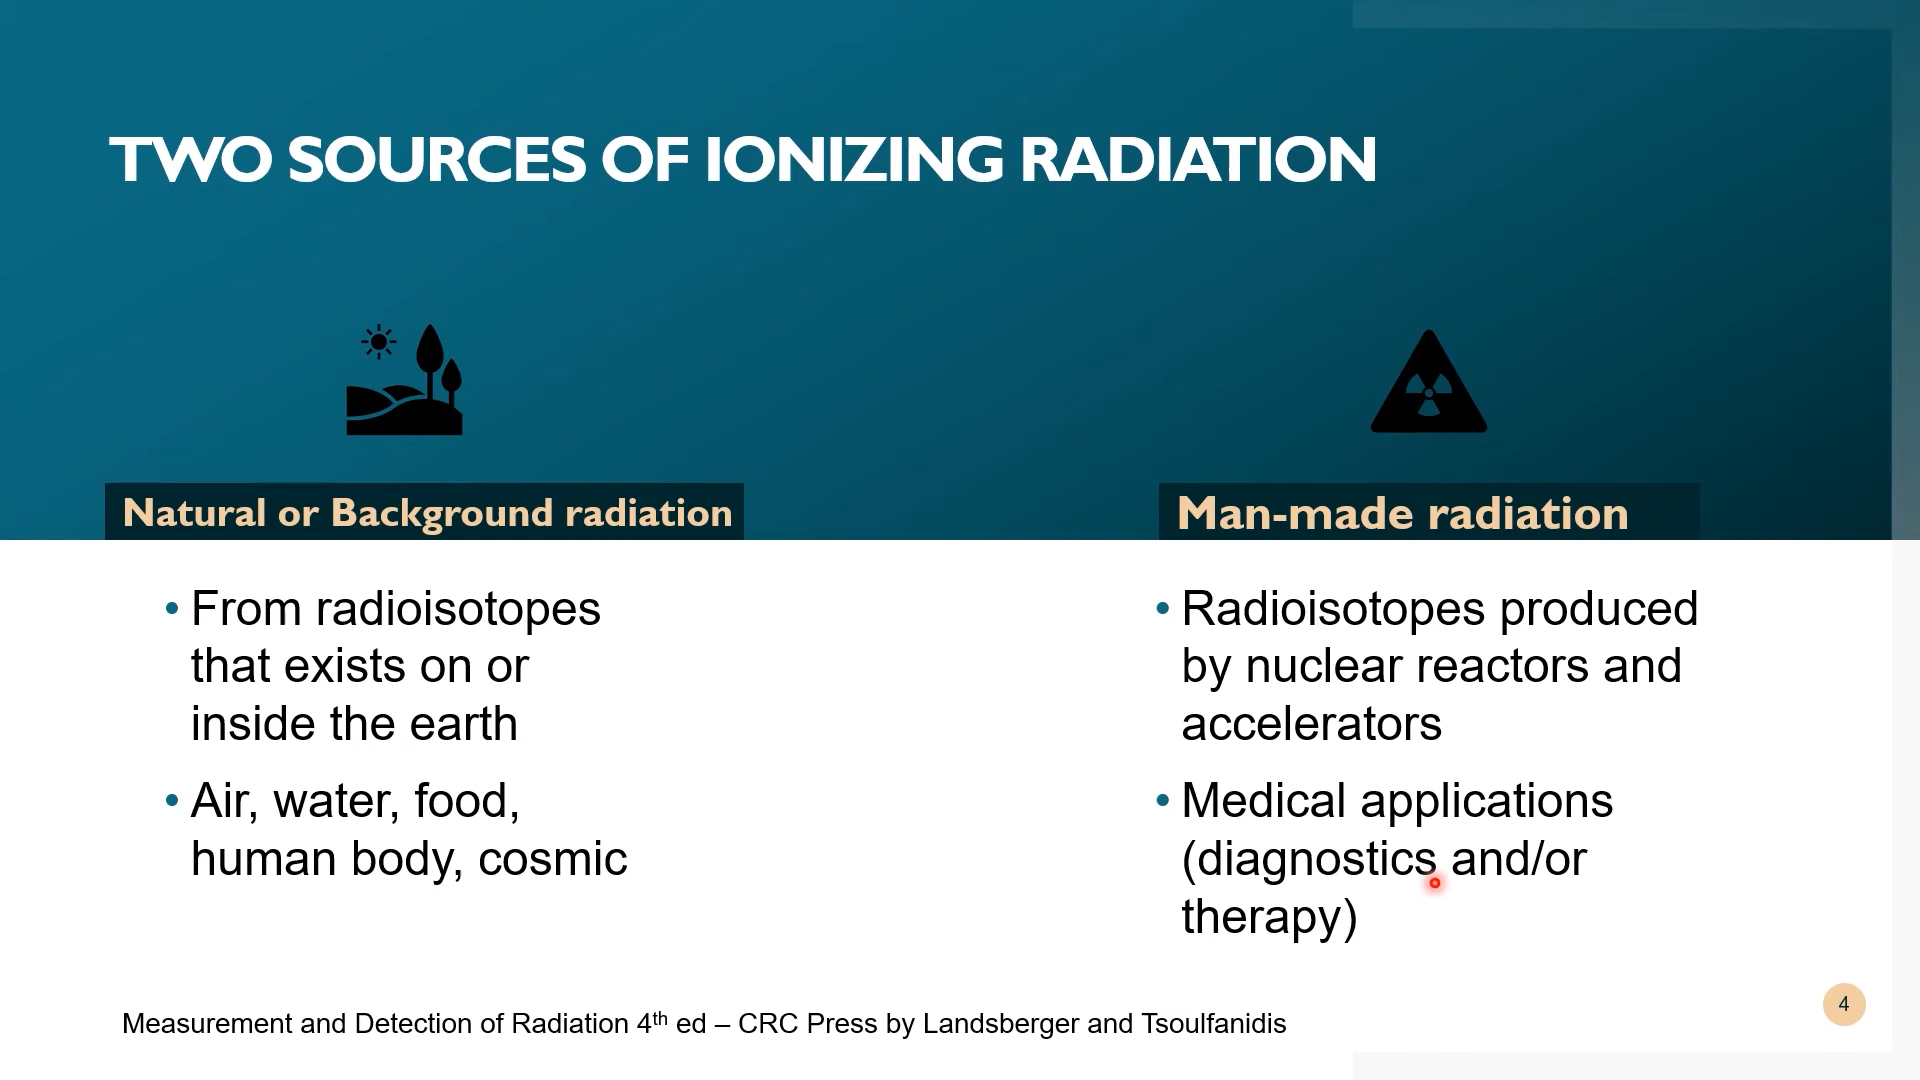 TWO SOURCES OF IONIZING RADIATION
Natural or Background radiation
• From radioisotopes
that exists on or
inside the earth
• Air, water, food,
human body, cosmic
Man-made radiation
• Radioisotopes produced
by nuclear reactors and
accelerators
• Medical applications
(diagnostics and/or
therapy)
Measurement and Detection of Radiation 4th ed – CRC Press by Landsberger and Tsoulfanidis
4